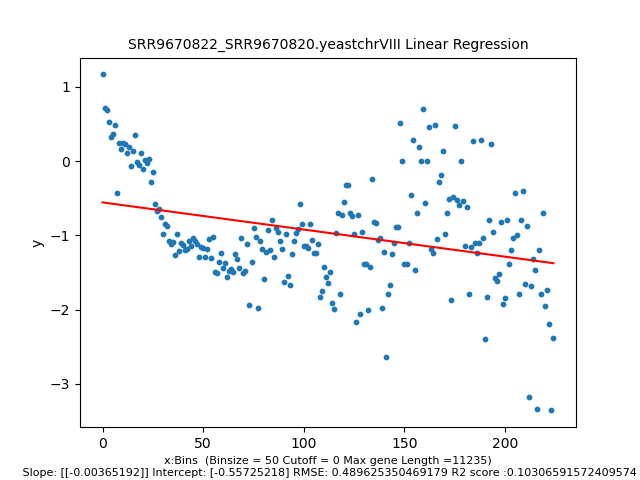 SRR9670822_SRR9670820.yeastchrVIII Linear Regression
1
0
−1
−2
−3
y
0 50 100 150 200
x:Bins (Binsize = 50 Cutoff = 0 Max gene Length =11235)
Slope: [[-0.00365192]] Intercept: [-0.55725218] RMSE: 0.489625350469179 R2 score :0.10306591572409574